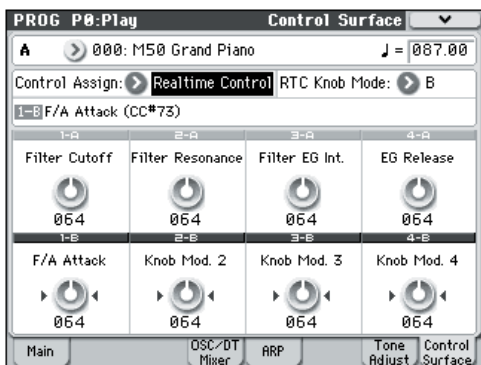 PROG P0:Play Control Surface
A 000: M50 Grand Piano ♩= 087.00
Control Assign: Realtime Control RTC Knob Mode: B
1-B F/A Attack (CC#73)
1-A 2-A 3-A 4-A
Filter Cutoff Filter Resonance Filter EG Int. EG Release
064 064 064 064
1-B 2-B 3-B 4-B
F/A Attack Knob Mod. 2 Knob Mod. 3 Knob Mod. 4
064 064 064 064
Main OSC/DT Mixer ARP Tone Adjust Control Surface